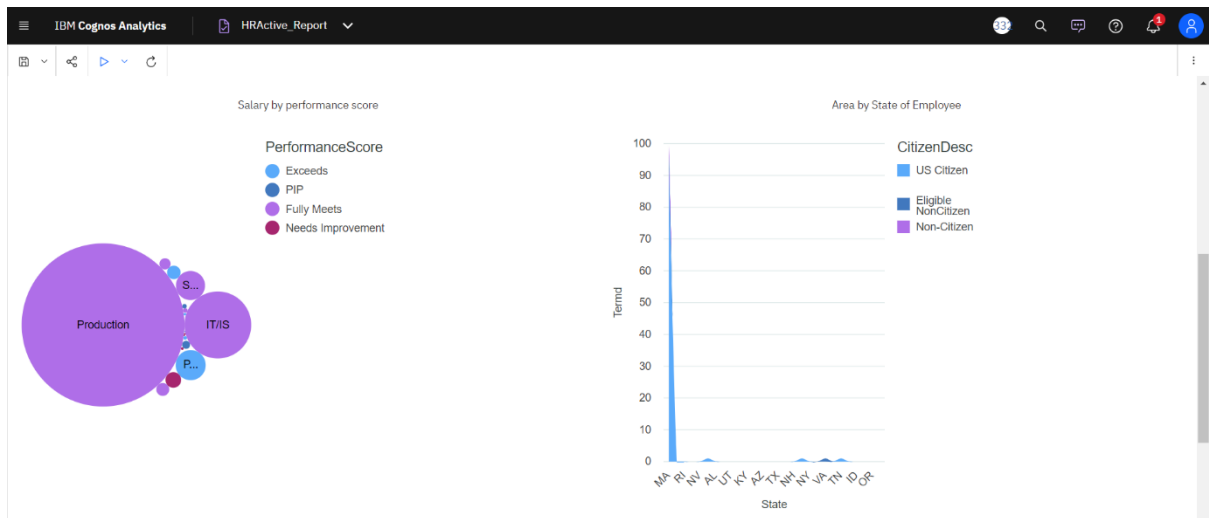 IBM Cognos Analytics
HRActive_Report
1
Salary by performance score
PerformanceScore
Exceeds
PIP
Fully Meets
Needs Improvement
Production
S...
IT/IS
P...
Area by State of Employee
100
90
80
70
60
50
40
30
20
10
0
Termd
MA RI NV AL UT KY AZ TX NH NY VA TN ID OR
State
CitizenDesc
US Citizen
Eligible
NonCitizen
Non-Citizen